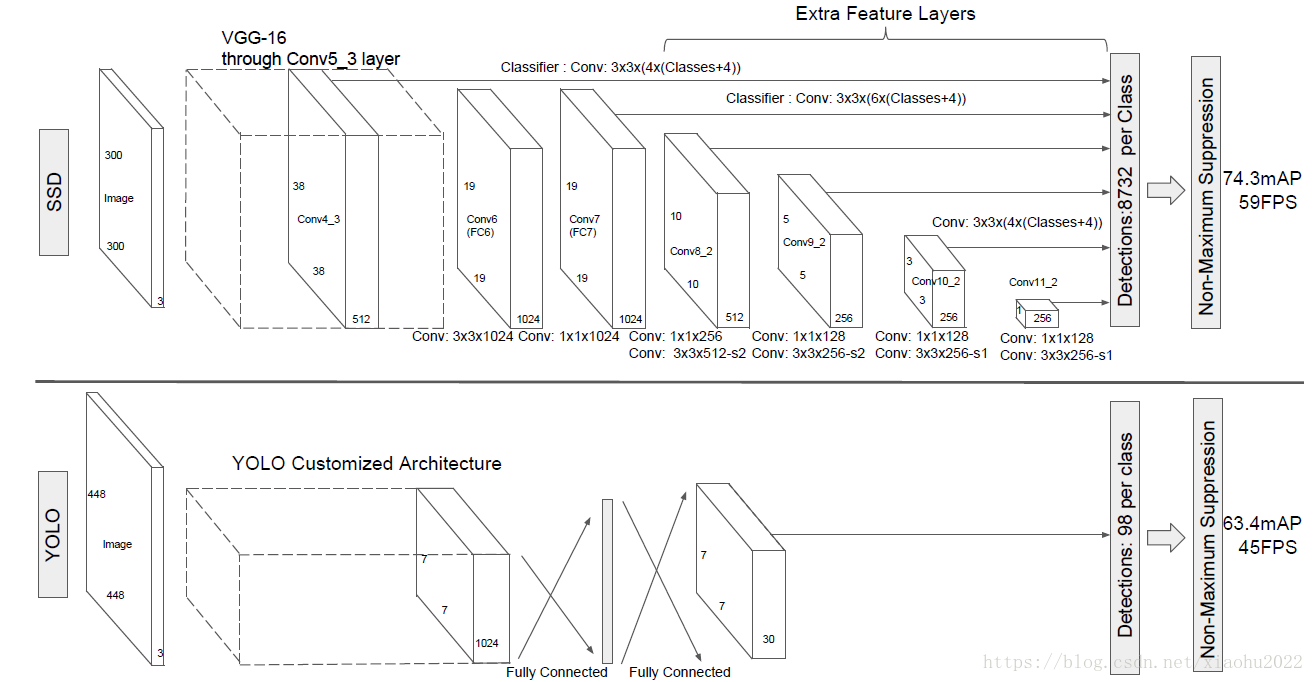 Extra Feature Layers
VGG-16
through Conv5_3 layer
Classifier : Conv: 3x3x(4x(Classes+4))
Classifier : Conv: 3x3x(6x(Classes+4))
SSD
300
Image
300
3
38
Conv4_3
38
512
19
Conv6
(FC6)
19
1024
19
Conv7
(FC7)
19
1024
10
Conv8_2
10
512
5
Conv9_2
5
256
Conv: 3x3x(4x(Classes+4))
3
Conv10_2
3
256
Conv11_2
1
256
Conv: 3x3x1024
Conv: 1x1x1024
Conv: 1x1x256
Conv: 3x3x512-s2
Conv: 1x1x128
Conv: 3x3x256-s2
Conv: 1x1x128
Conv: 3x3x256-s1
Conv: 1x1x128
Conv: 3x3x256-s1
Detections:8732 per Class
Non-Maximum Suppression
74.3mAP
59FPS
YOLO
448
Image
448
3
YOLO Customized Architecture
7
7
1024
Fully Connected
Fully Connected
7
7
30
Detections: 98 per class
Non-Maximum Suppression
63.4mAP
45FPS
https://blog.csdn.net/xiaohu2022